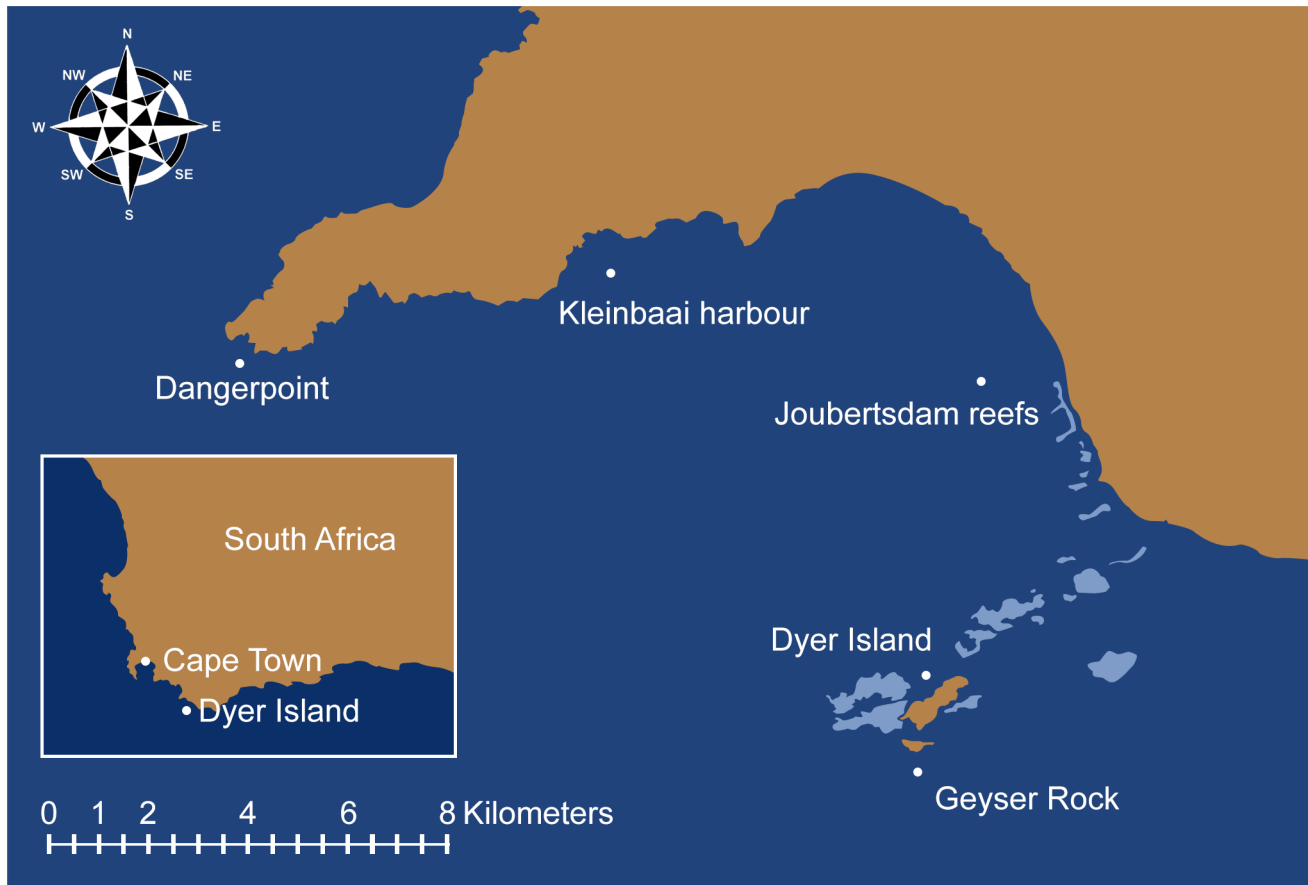 N
NW
NE
W
E
SW
SE
S
Kleinbaai harbour
Dangerpoint
Joubertsdam reefs
South Africa
Cape Town
Dyer Island
Dyer Island
Geyser Rock
0 1 2 4 6 8 Kilometers